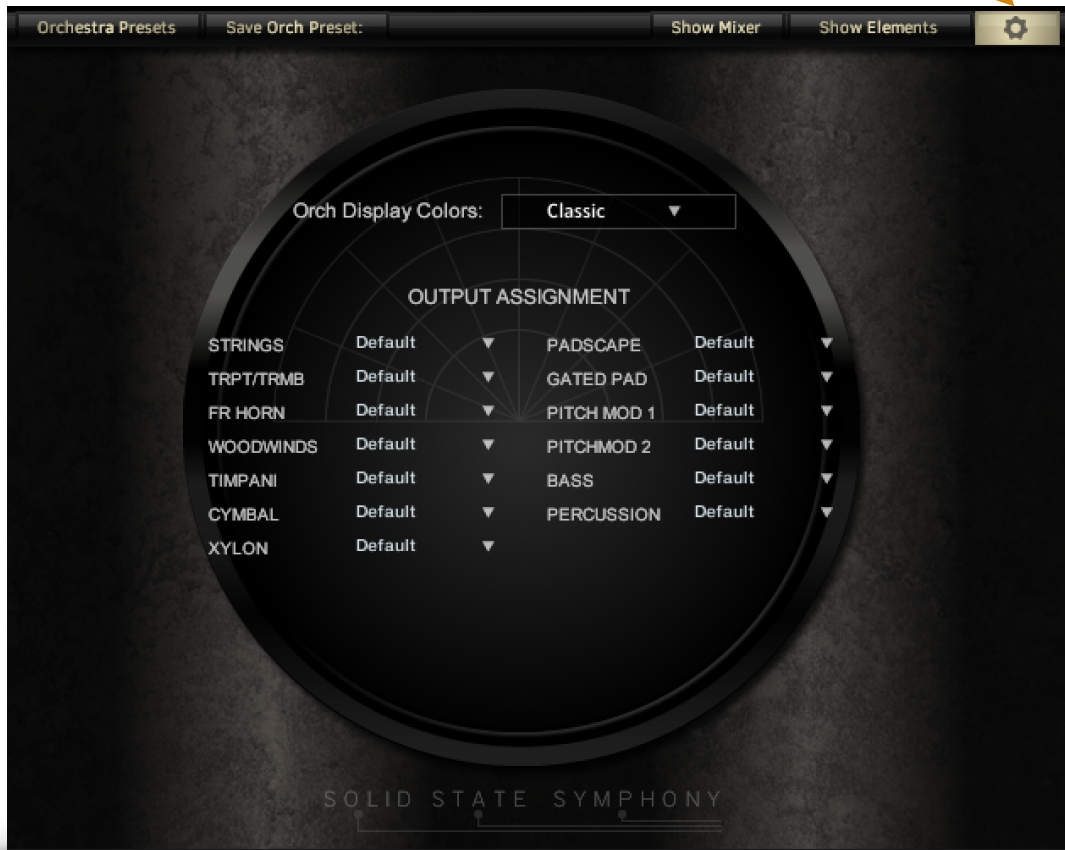 Orchestra Presets Save Orch Preset: Show Mixer Show Elements
Orch Display Colors: Classic
OUTPUT ASSIGNMENT
STRINGS Default PADSCAPE Default
TRPT/TRMB Default GATED PAD Default
FR HORN Default PITCH MOD 1 Default
WOODWINDS Default PITCHMOD 2 Default
TIMPANI Default BASS Default
CYMBAL Default PERCUSSION Default
XYLON Default
SOLID STATE SYMPHONY